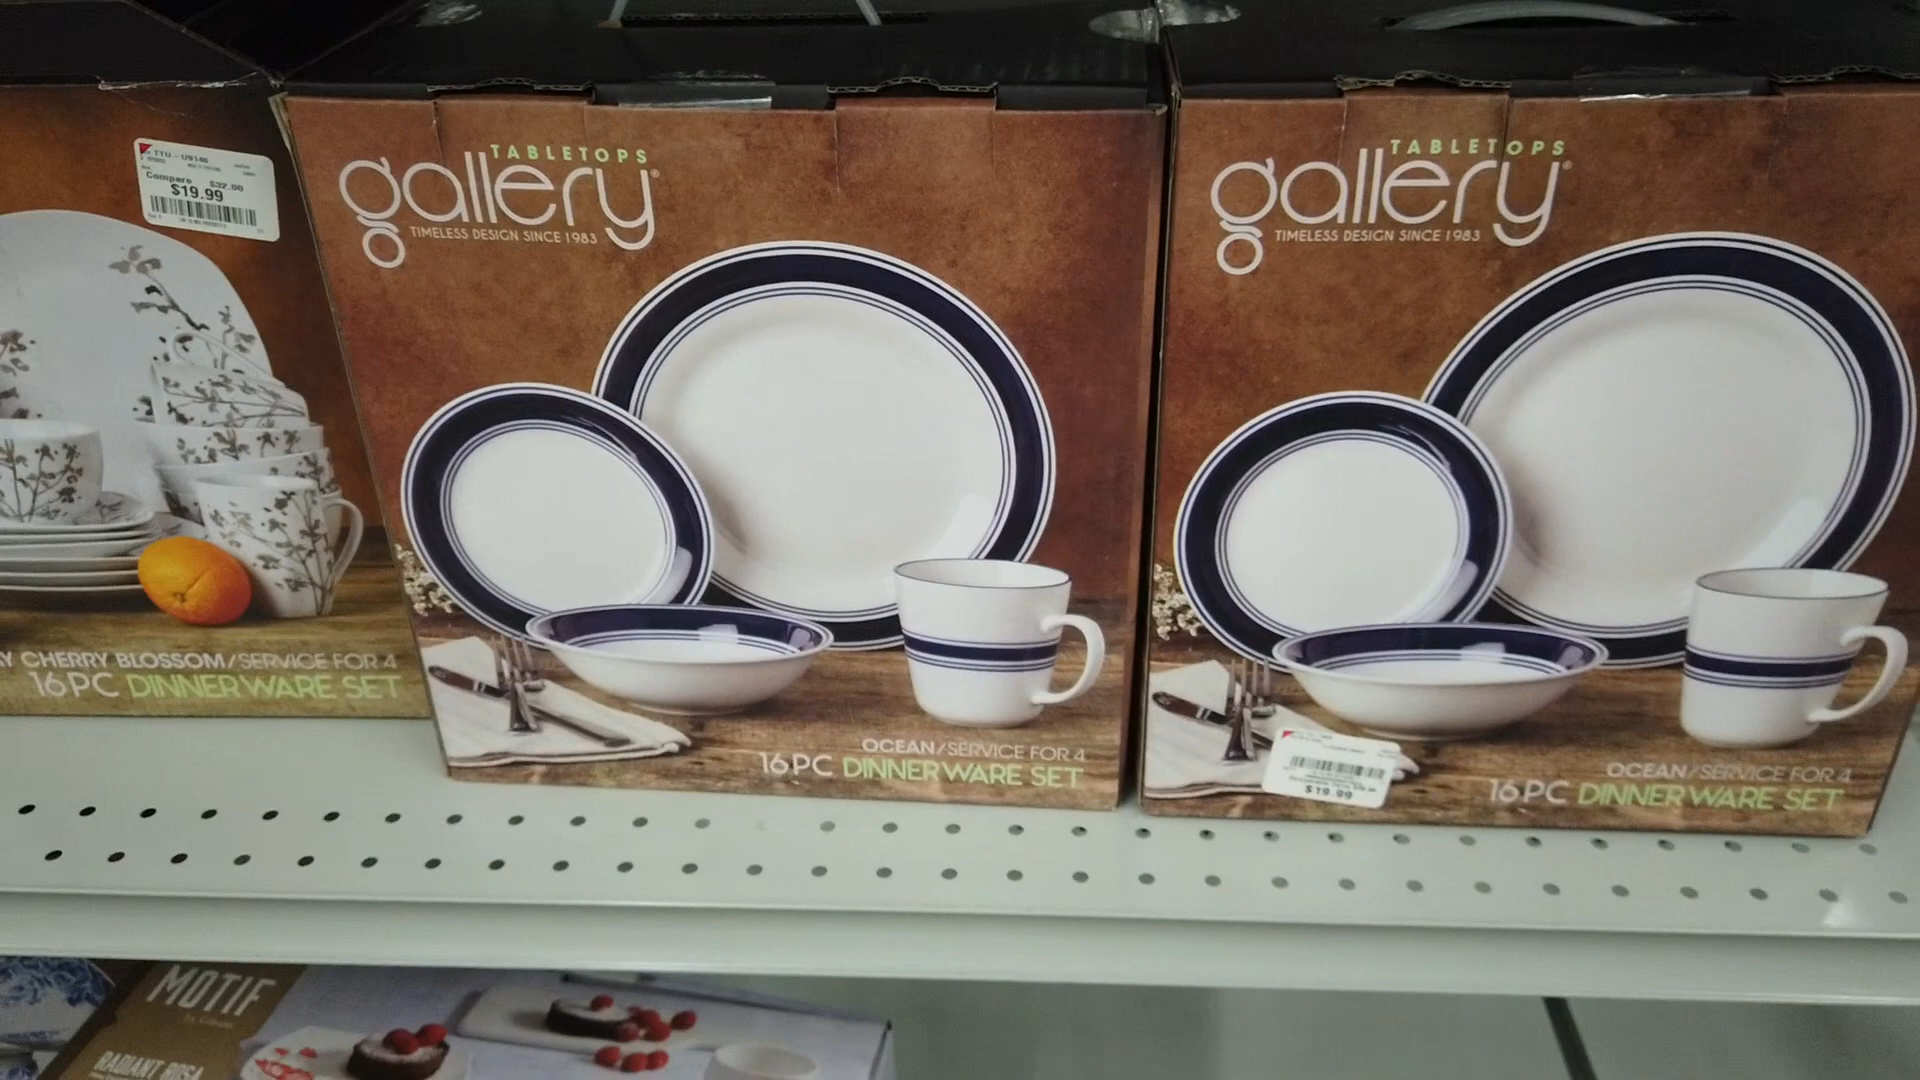 TTU - U9146
Compare $32.00
$19.99
Y CHERRY BLOSSOM/SERVICE FOR 4
16PC DINNERWARE SET
TABLETOPS
gallery®
TIMELESS DESIGN SINCE 1983
OCEAN/SERVICE FOR 4
16PC DINNERWARE SET
TABLETOPS
gallery®
TIMELESS DESIGN SINCE 1983
$19.99
OCEAN/SERVICE FOR 4
16PC DINNERWARE SET
MOTIF
RADIANT ROSA